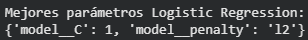 Mejores parámetros Logistic Regression:
{'model__C': 1, 'model__penalty': 'l2'}